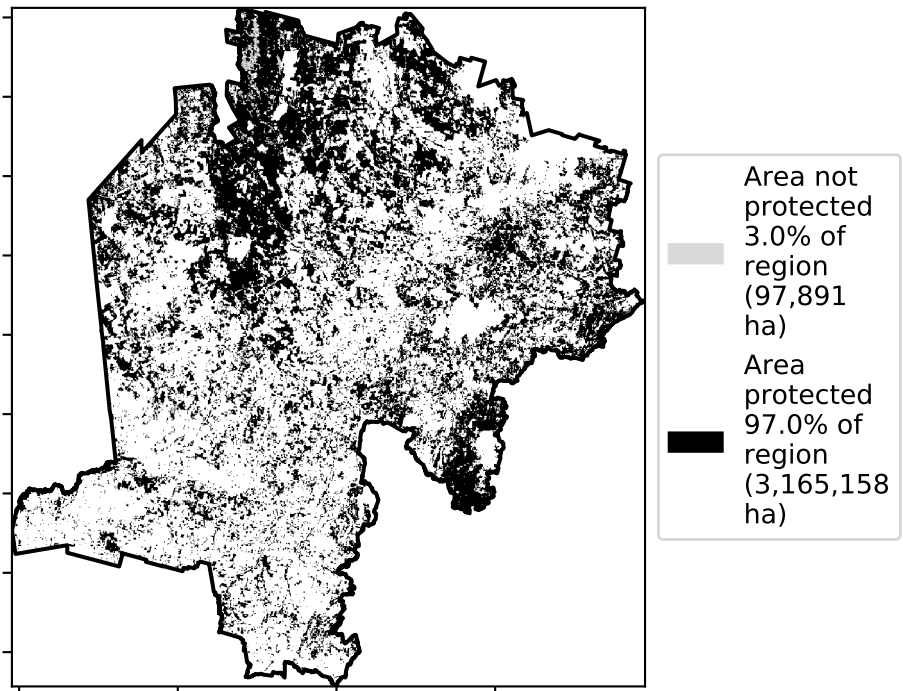 Area not
protected
3.0% of
region
(97,891
ha)
Area
protected
97.0% of
region
(3,165,158
ha)